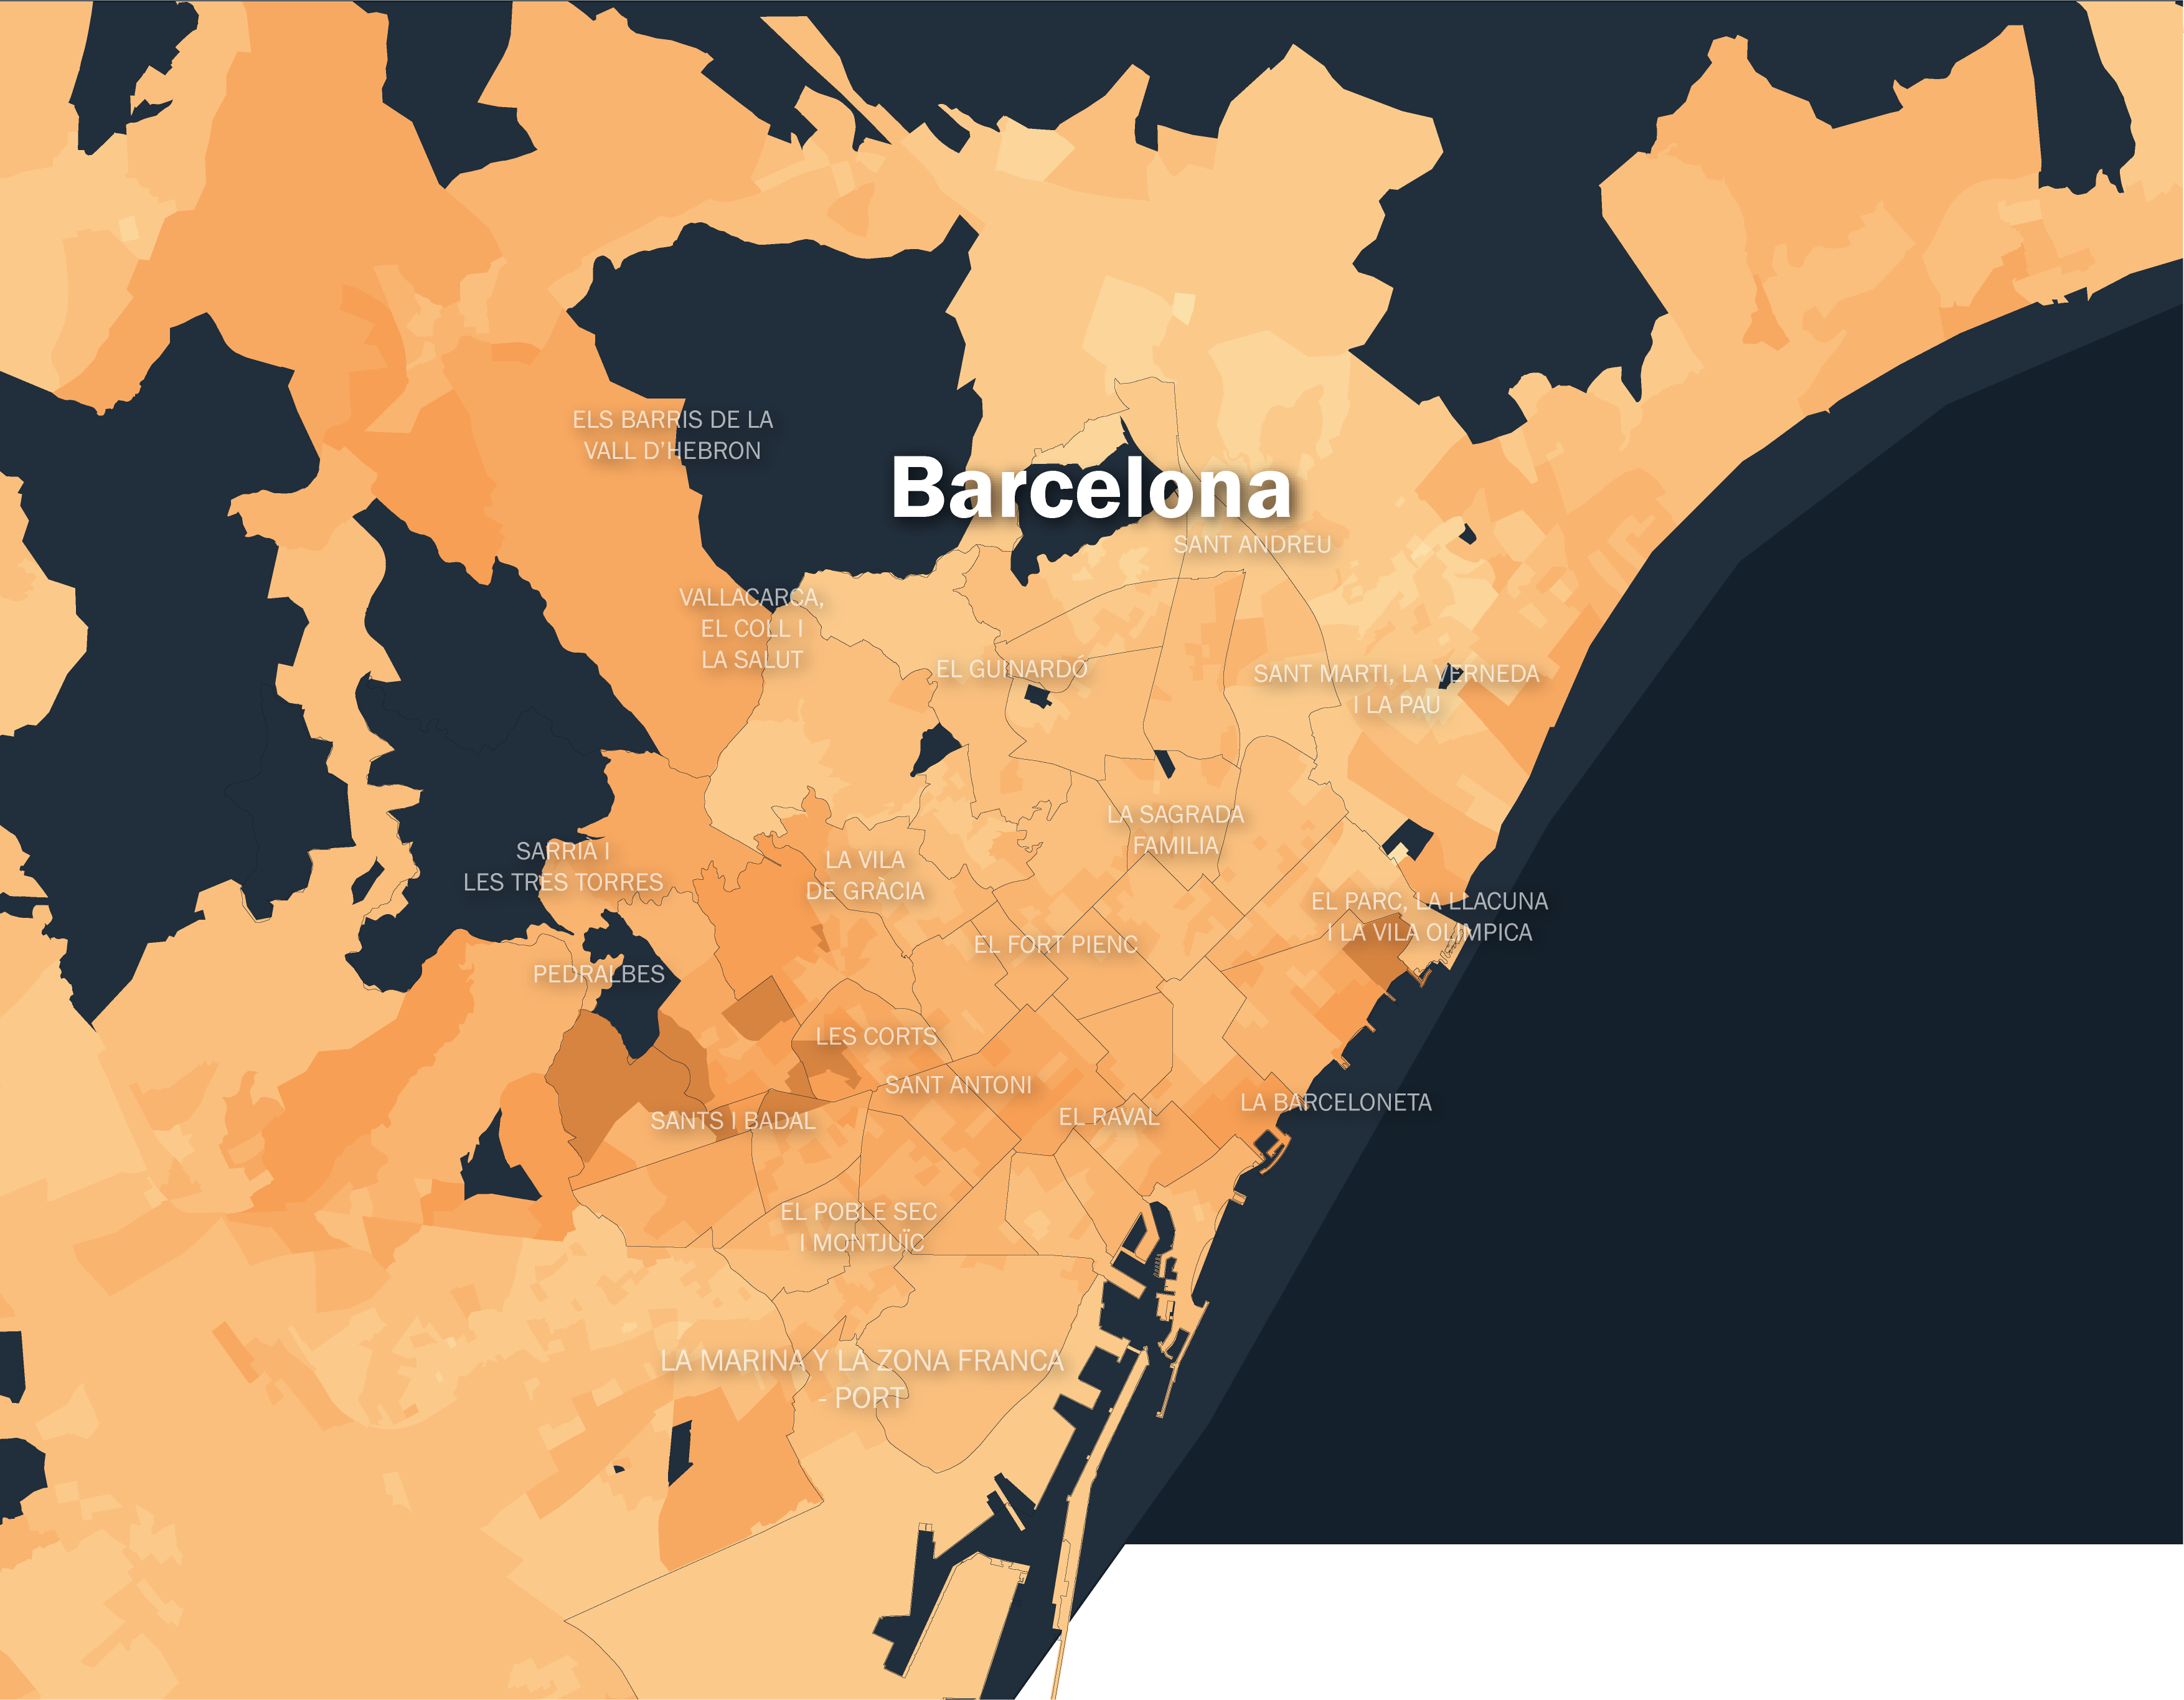 ELS BARRIS DE LA
VALL D'HEBRON
Barcelona
SANT ANDREU
VALLACARCA,
EL COLL I
LA SALUT
EL GUINARDÓ
SANT MARTI, LA VERNEDA
I LA PAU
LA SAGRADA
FAMILIA
SARRIÀ I
LES TRES TORRES
LA VILA
DE GRÀCIA
EL PARC, LA LLACUNA
I LA VILA OLIMPICA
EL FORT PIENC
PEDRALBES
LES CORTS
SANT ANTONI
LA BARCELONETA
EL RAVAL
SANTS I BADAL
EL POBLE SEC
I MONTJUÏC
LA MARINA Y LA ZONA FRANCA
- PORT